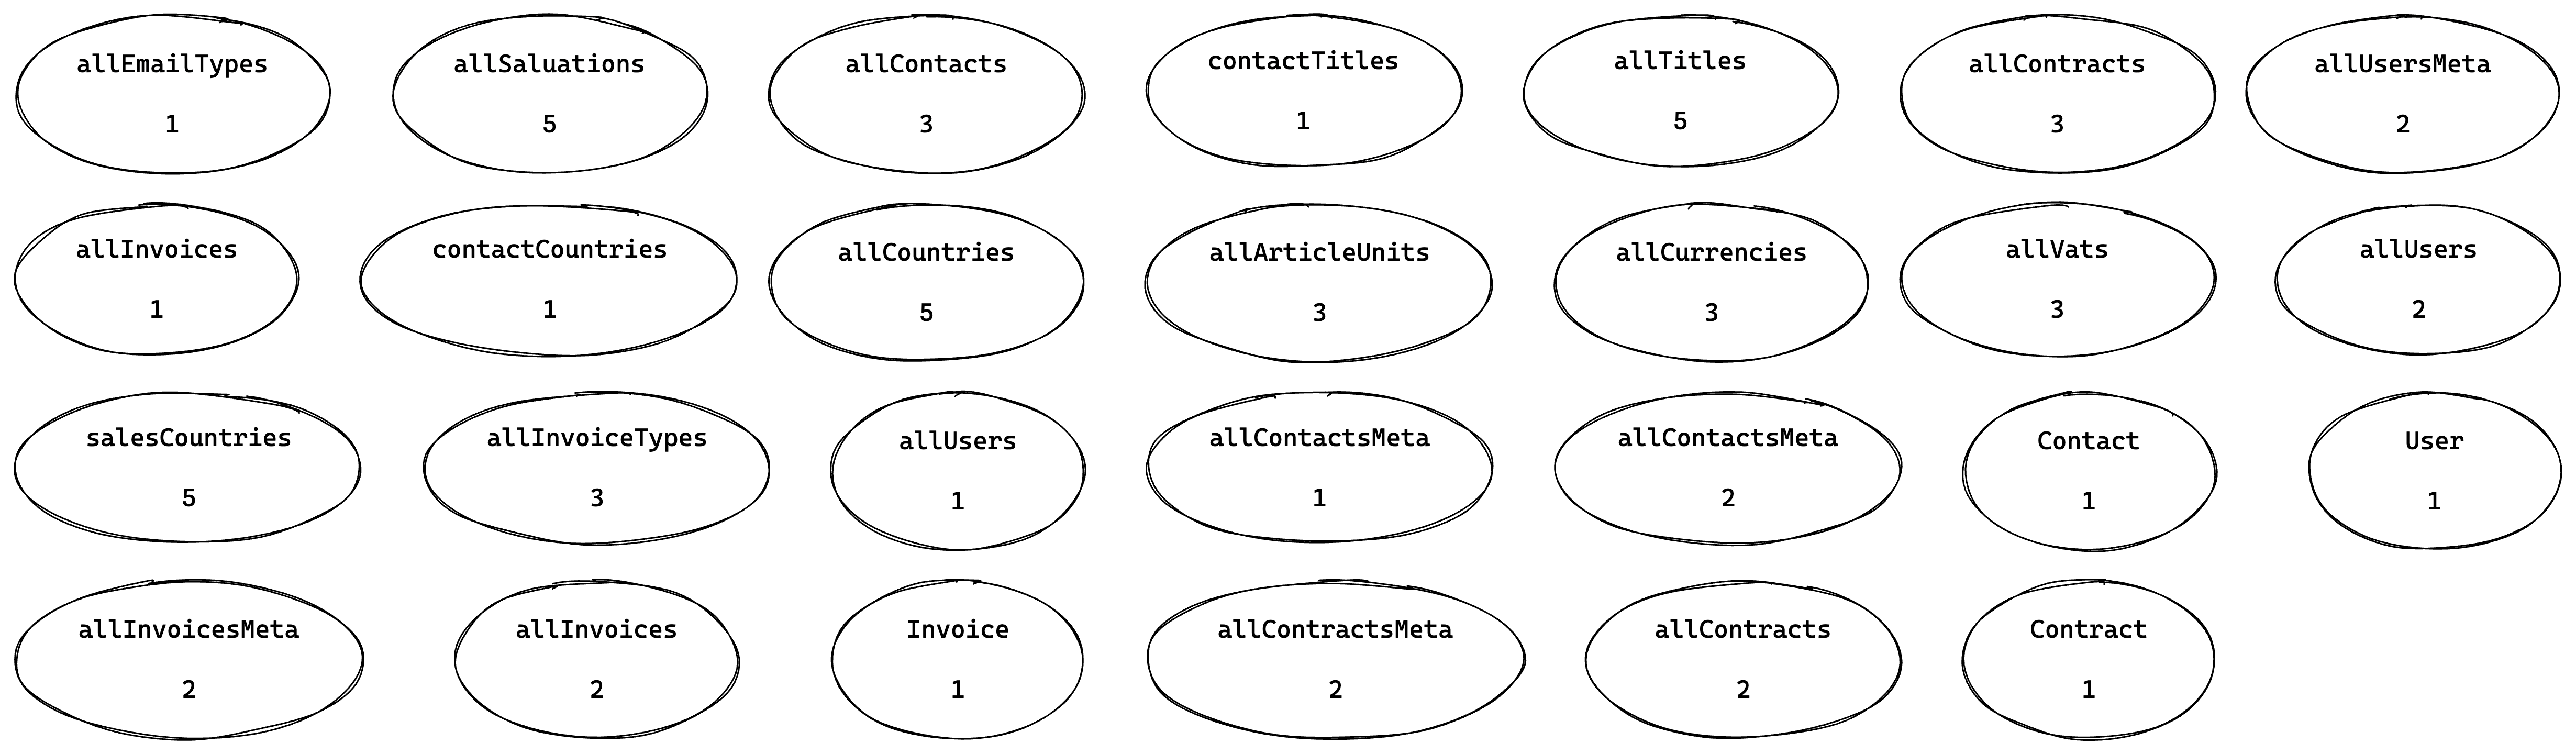 allEmailTypes
1
allSaluations
5
allContacts
3
contactTitles
1
allTitles
5
allContracts
3
allUsersMeta
2
allInvoices
1
contactCountries
1
allCountries
5
allArticleUnits
3
allCurrencies
3
allVats
3
allUsers
2
salesCountries
5
allInvoiceTypes
3
allUsers
1
allContactsMeta
1
allContactsMeta
2
Contact
1
User
1
allInvoicesMeta
2
allInvoices
2
Invoice
1
allContractsMeta
2
allContracts
2
Contract
1